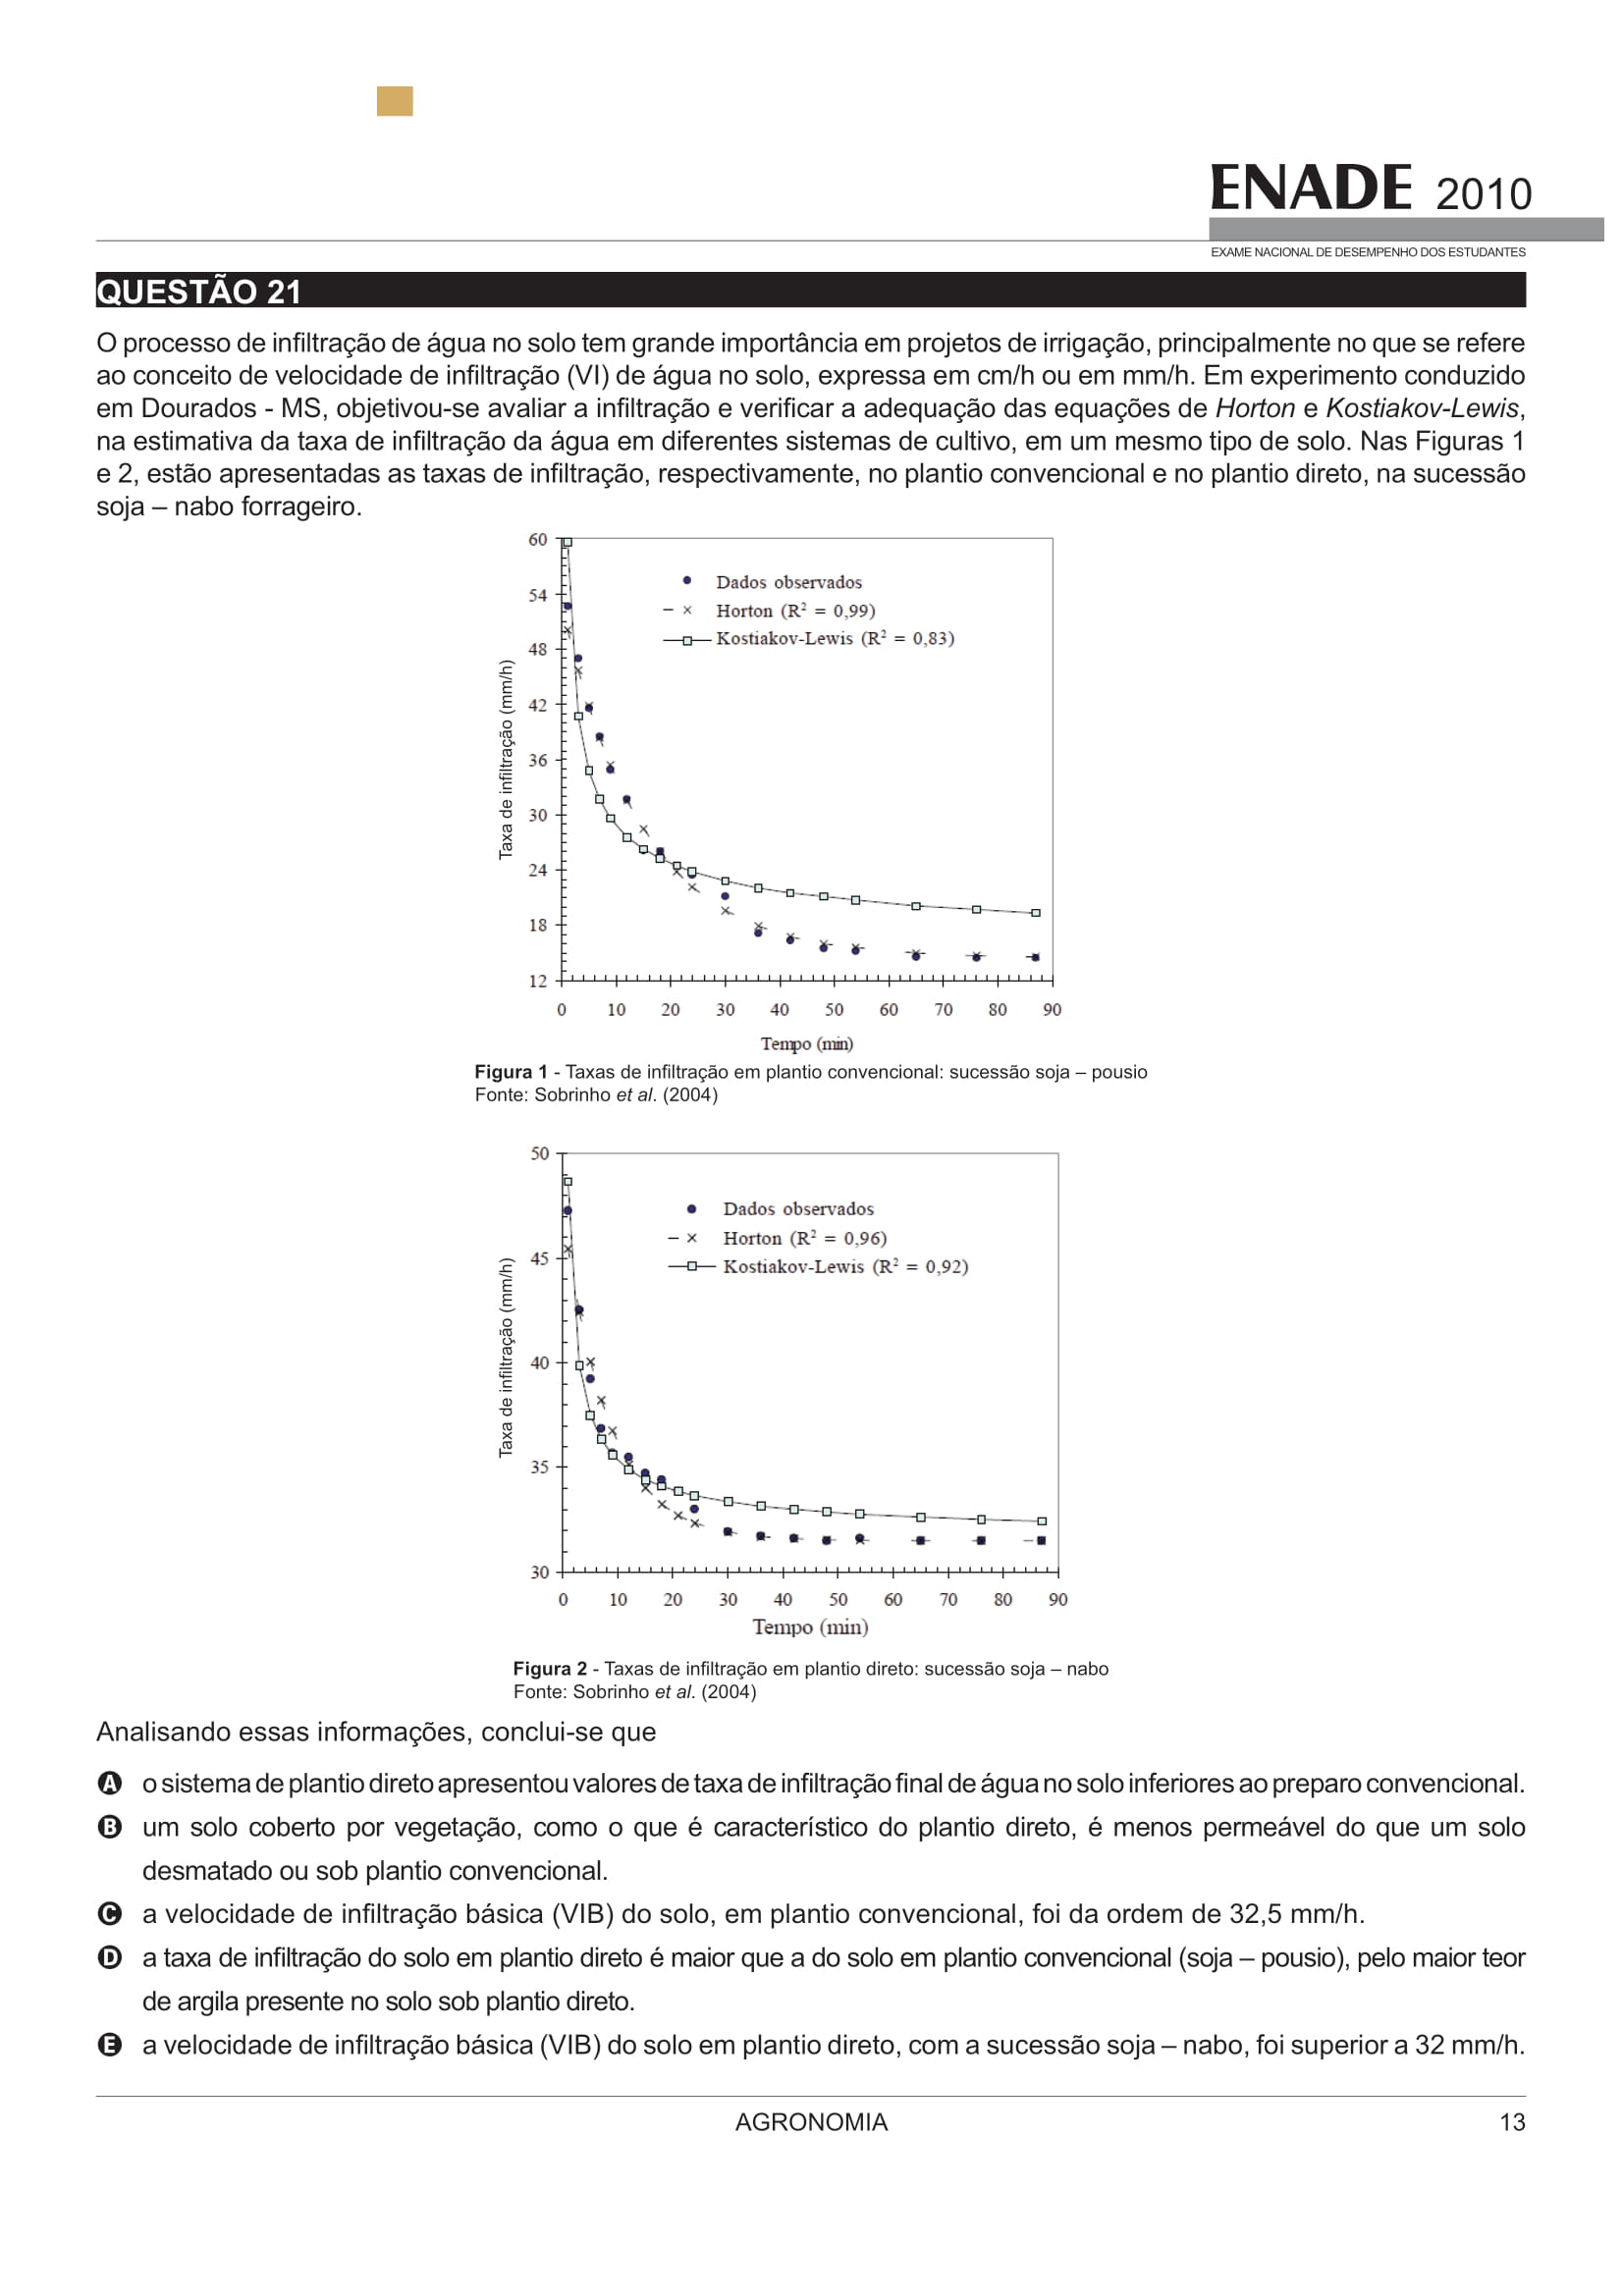 ENADE 2010
EXAME NACIONAL DE DESEMPENHO DOS ESTUDANTES
QUESTÃO 21
O processo de infiltração de água no solo tem grande importância em projetos de irrigação, principalmente no que se refere
ao conceito de velocidade de infiltração (VI) de água no solo, expressa em cm/h ou em mm/h. Em experimento conduzido
em Dourados - MS, objetivou-se avaliar a infiltração e verificar a adequação das equações de Horton e Kostiakov-Lewis,
na estimativa da taxa de infiltração da água em diferentes sistemas de cultivo, em um mesmo tipo de solo. Nas Figuras 1
e 2, estão apresentadas as taxas de infiltração, respectivamente, no plantio convencional e no plantio direto, na sucessão
soja – nabo forrageiro.
Taxa de infiltração (mm/h)
60
54
48
42
36
30
24
18
12
Dados observados
Horton (R² = 0,99)
Kostiakov-Lewis (R² = 0,83)
0 10 20 30 40 50 60 70 80 90
Tempo (min)
Figura 1 - Taxas de infiltração em plantio convencional: sucessão soja – pousio
Fonte: Sobrinho et al. (2004)
Taxa de infiltração (mm/h)
50
45
40
35
30
Dados observados
Horton (R² = 0,96)
Kostiakov-Lewis (R² = 0,92)
0 10 20 30 40 50 60 70 80 90
Tempo (min)
Figura 2 - Taxas de infiltração em plantio direto: sucessão soja – nabo
Fonte: Sobrinho et al. (2004)
Analisando essas informações, conclui-se que
A o sistema de plantio direto apresentou valores de taxa de infiltração final de água no solo inferiores ao preparo convencional.
B um solo coberto por vegetação, como o que é característico do plantio direto, é menos permeável do que um solo
desmatado ou sob plantio convencional.
C a velocidade de infiltração básica (VIB) do solo, em plantio convencional, foi da ordem de 32,5 mm/h.
D a taxa de infiltração do solo em plantio direto é maior que a do solo em plantio convencional (soja – pousio), pelo maior teor
de argila presente no solo sob plantio direto.
E a velocidade de infiltração básica (VIB) do solo em plantio direto, com a sucessão soja – nabo, foi superior a 32 mm/h.
AGRONOMIA
13